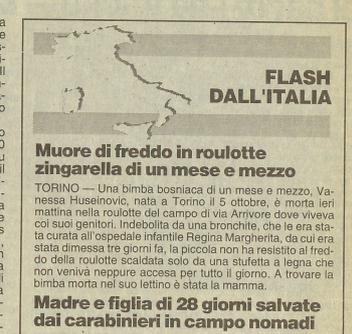 FLASH
DALL'ITALIA
Muore di freddo in roulotte
zingarella di un mese e mezzo
TORINO — Una bimba bosniaca di un mese e mezzo, Va-
nessa Huseinovic, nata a Torino il 5 ottobre, è morta ieri
mattina nella roulotte del campo di via Arrivore dove viveva
coi suoi genitori. Indebolita da una bronchite, che le era sta-
ta curata all'ospedale infantile Regina Margherita, da cui era
stata dimessa tre giorni fa, la piccola non ha resistito al fred-
do della roulotte scaldata solo da una stufetta a legna che
non venivà neppure accesa per tutto il giorno. A trovare la
bimba morta nel suo lettino è stata la mamma.
Madre e figlia di 28 giorni salvate
dai carabinieri in campo nomadi